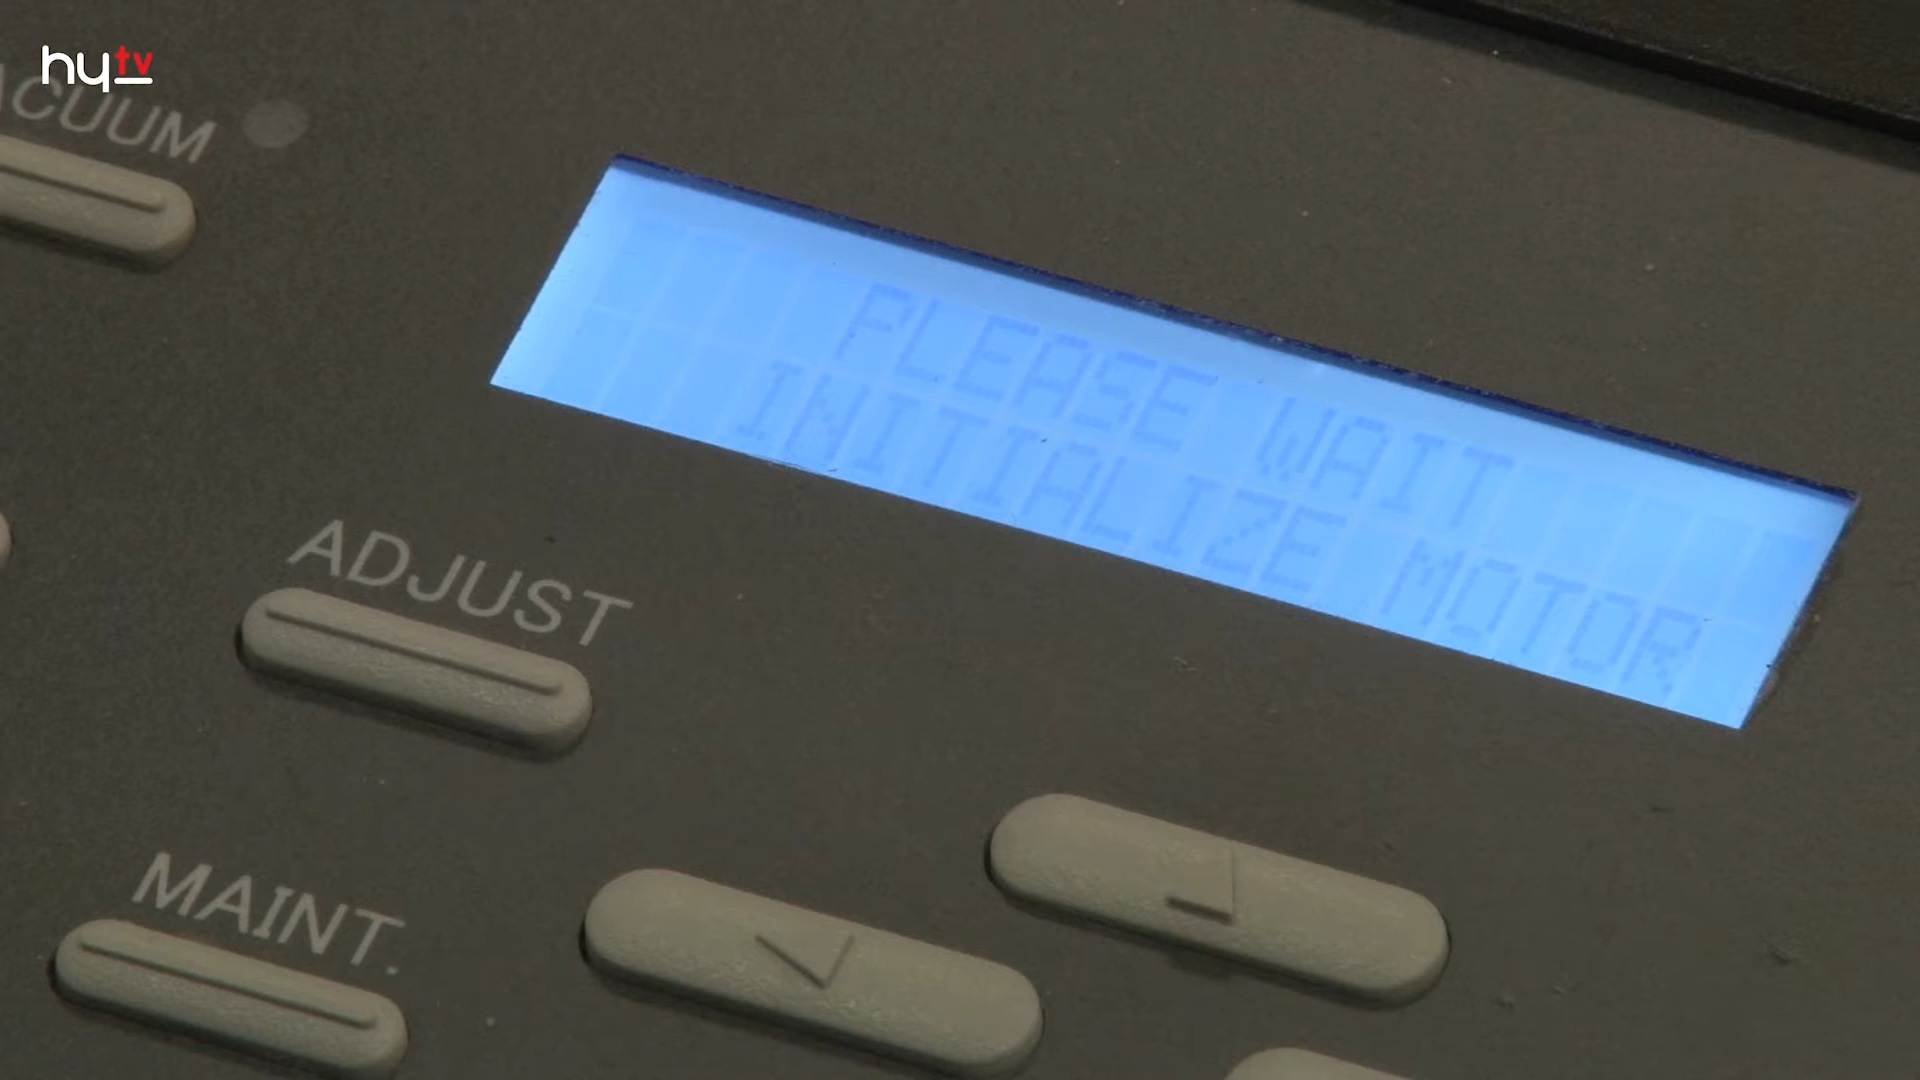 hytv
ACUUM
PLEASE WAIT
INITIALIZE MOTOR
ADJUST
MAINT.